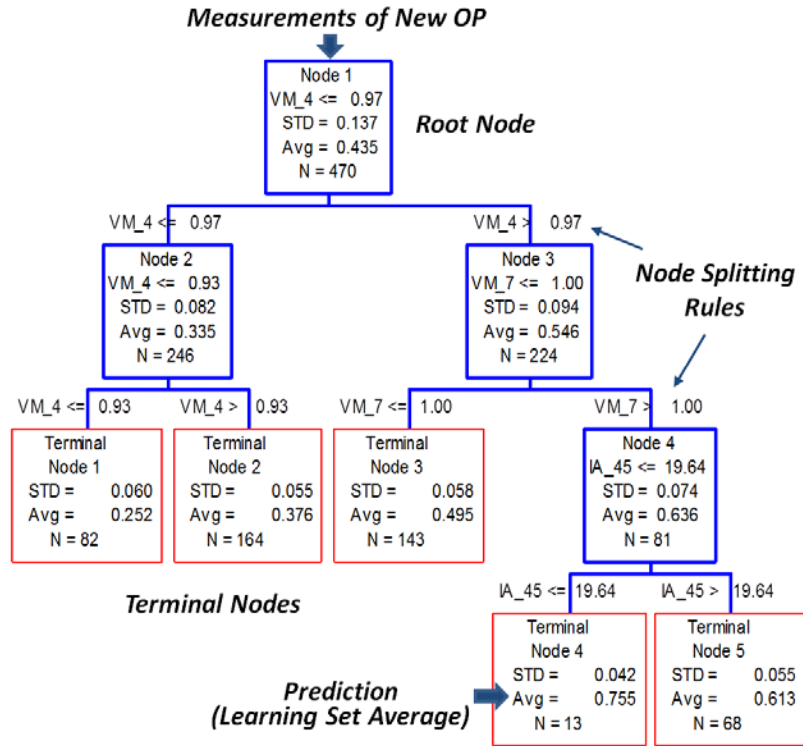 Measurements of New OP
Node 1
VM_4 <= 0.97
STD = 0.137
Avg = 0.435
N = 470
Root Node
VM_4 <= 0.97
VM_4 > 0.97
Node 2
VM_4 <= 0.93
STD = 0.082
Avg = 0.335
N = 246
Node 3
VM_7 <= 1.00
STD = 0.094
Avg = 0.546
N = 224
Node Splitting
Rules
VM_4 <= 0.93
VM_4 > 0.93
VM_7 <= 1.00
VM_7 > 1.00
Terminal
Node 1
STD = 0.060
Avg = 0.252
N = 82
Terminal
Node 2
STD = 0.055
Avg = 0.376
N = 164
Terminal
Node 3
STD = 0.058
Avg = 0.495
N = 143
Node 4
IA_45 <= 19.64
STD = 0.074
Avg = 0.636
N = 81
Terminal Nodes
IA_45 <= 19.64
IA_45 > 19.64
Terminal
Node 4
STD = 0.042
Avg = 0.755
N = 13
Terminal
Node 5
STD = 0.055
Avg = 0.613
N = 68
Prediction
(Learning Set Average)